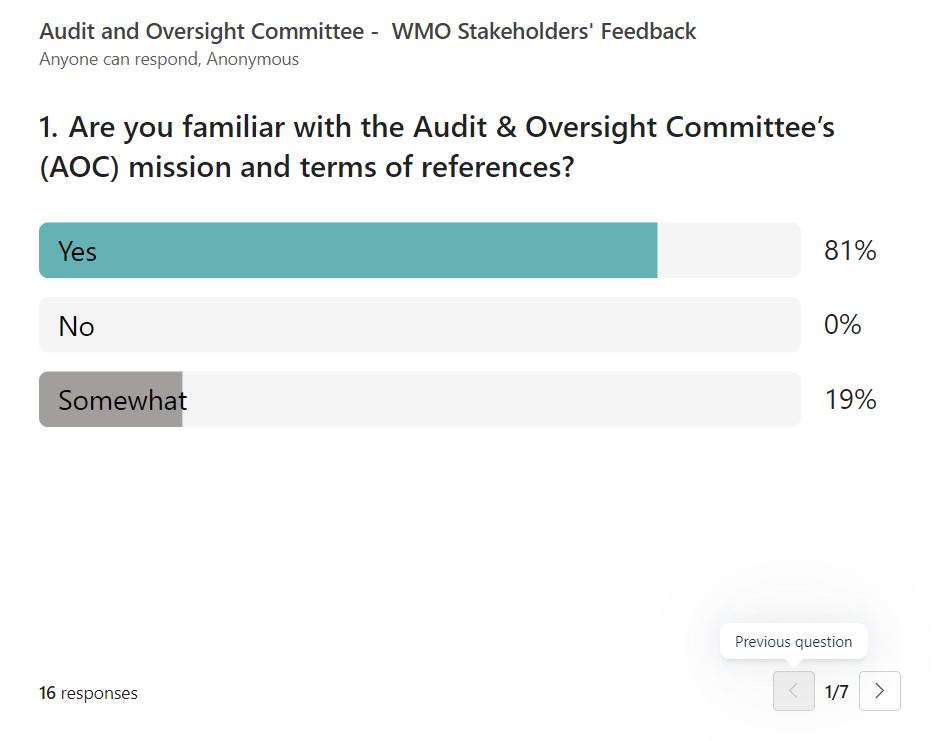 Audit and Oversight Committee -  WMO Stakeholders' Feedback
Anyone can respond, Anonymous
1. Are you familiar with the Audit & Oversight Committee’s
(AOC) mission and terms of references?
Yes 81%
No 0%
Somewhat 19%
Previous question
16 responses 1/7